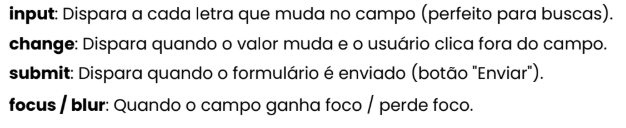 input: Dispara a cada letra que muda no campo (perfeito para buscas).
change: Dispara quando o valor muda e o usuário clica fora do campo.
submit: Dispara quando o formulário é enviado (botão "Enviar").
focus / blur: Quando o campo ganha foco / perde foco.